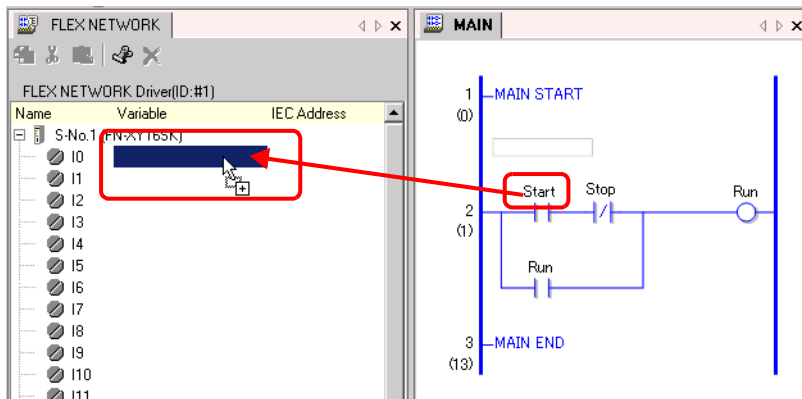 FLEX NETWORK
FLEX NETWORK Driver(ID:#1)
Name Variable IEC Address
S-No.1 (FN-XY16SK)
I0
I1
I2
I3
I4
I5
I6
I7
I8
I9
I10
I11
MAIN
1 MAIN START
(0)
Start Stop Run
2
(1)
Run
3 MAIN END
(13)